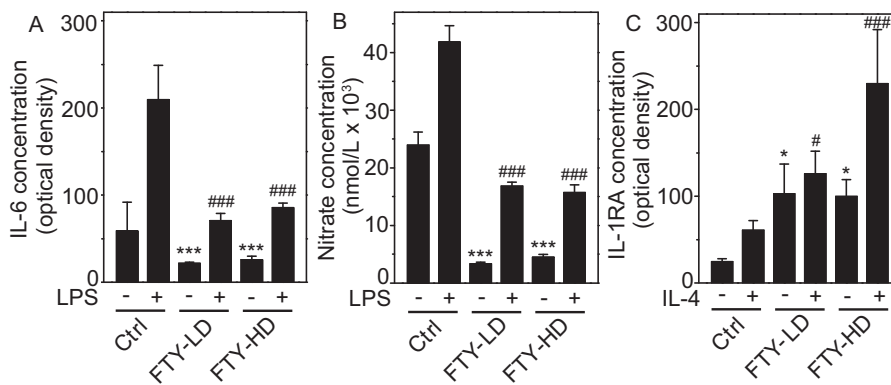 A
IL-6 concentration
(optical density)
300
200
100
0
***
###
***
###
LPS - + - + - +
Ctrl
FTY-LD
FTY-HD
B
Nitrate concentration
(nmol/L x 10³)
40
30
20
10
0
***
###
***
###
LPS - + - + - +
Ctrl
FTY-LD
FTY-HD
C
IL-1RA concentration
(optical density)
300
200
100
0
*
#
*
###
IL-4 - + - + - +
Ctrl
FTY-LD
FTY-HD